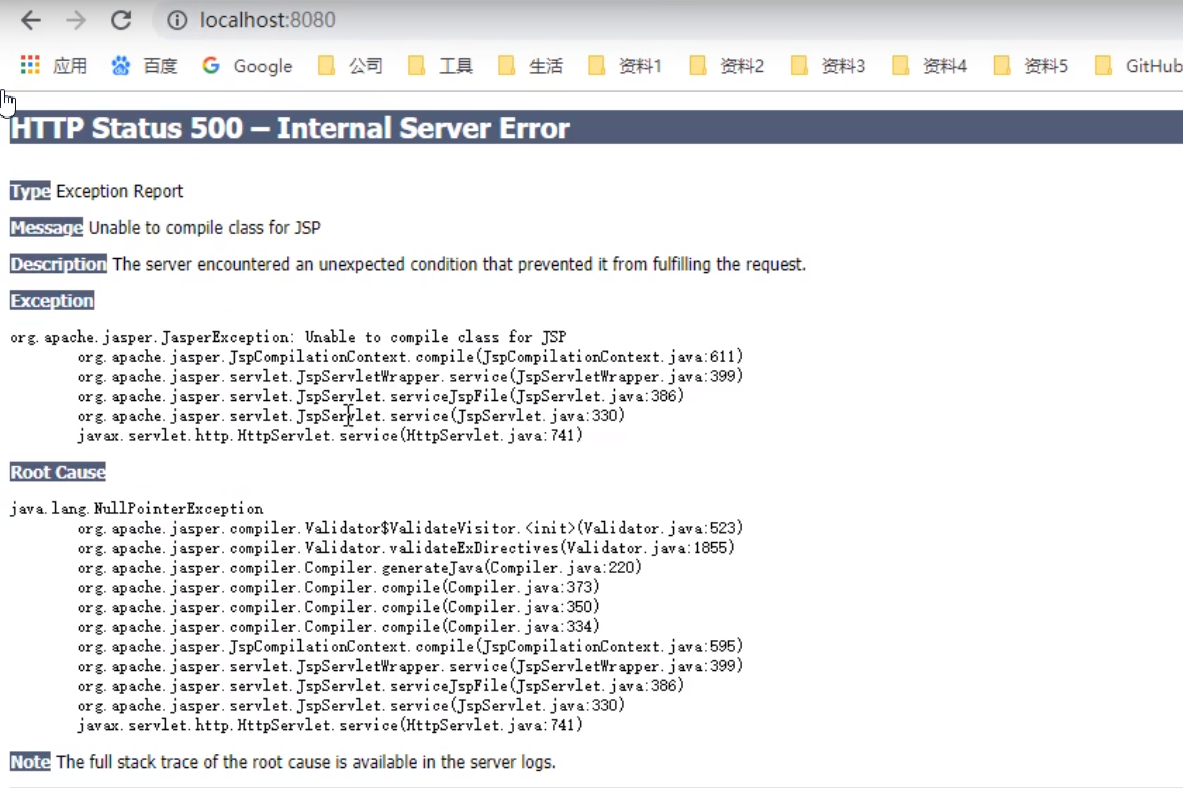 localhost:8080
应用 百度 Google 公司 工具 生活 资料1 资料2 资料3 资料4 资料5 GitHub
HTTP Status 500 – Internal Server Error
Type Exception Report
Message Unable to compile class for JSP
Description The server encountered an unexpected condition that prevented it from fulfilling the request.
Exception
org.apache.jasper.JasperException: Unable to compile class for JSP
org.apache.jasper.JspCompilationContext.compile(JspCompilationContext.java:611)
org.apache.jasper.servlet.JspServletWrapper.service(JspServletWrapper.java:399)
org.apache.jasper.servlet.JspServlet.serviceJspFile(JspServlet.java:386)
org.apache.jasper.servlet.JspServlet.service(JspServlet.java:330)
javax.servlet.http.HttpServlet.service(HttpServlet.java:741)
Root Cause
java.lang.NullPointerException
org.apache.jasper.compiler.Validator$ValidateVisitor.<init>(Validator.java:523)
org.apache.jasper.compiler.Validator.validateExDirectives(Validator.java:1855)
org.apache.jasper.compiler.Compiler.generateJava(Compiler.java:220)
org.apache.jasper.compiler.Compiler.compile(Compiler.java:373)
org.apache.jasper.compiler.Compiler.compile(Compiler.java:350)
org.apache.jasper.compiler.Compiler.compile(Compiler.java:334)
org.apache.jasper.JspCompilationContext.compile(JspCompilationContext.java:595)
org.apache.jasper.servlet.JspServletWrapper.service(JspServletWrapper.java:399)
org.apache.jasper.servlet.JspServlet.serviceJspFile(JspServlet.java:386)
org.apache.jasper.servlet.JspServlet.service(JspServlet.java:330)
javax.servlet.http.HttpServlet.service(HttpServlet.java:741)
Note The full stack trace of the root cause is available in the server logs.